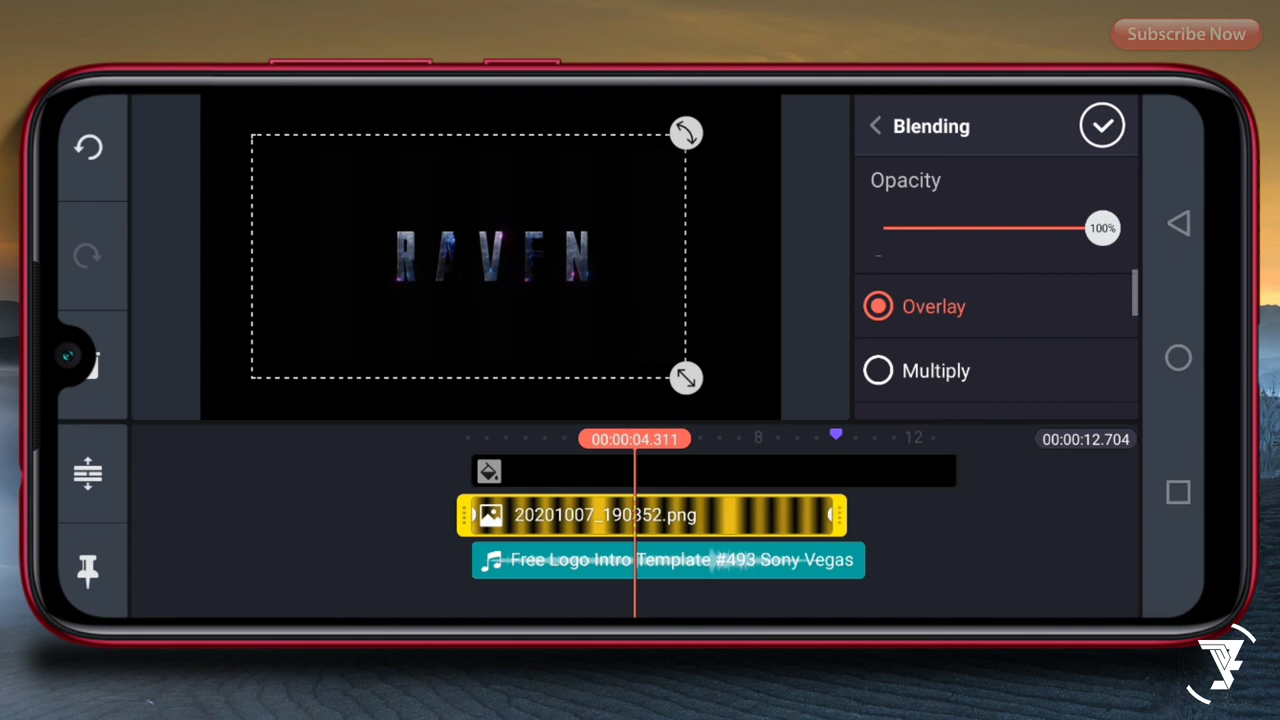 Subscribe Now
Blending
Opacity
100%
Overlay
Multiply
RAVEN
00:00:04.311
8
12
00:00:12.704
20201007_190352.png
Free Logo Intro Template #493 Sony Vegas